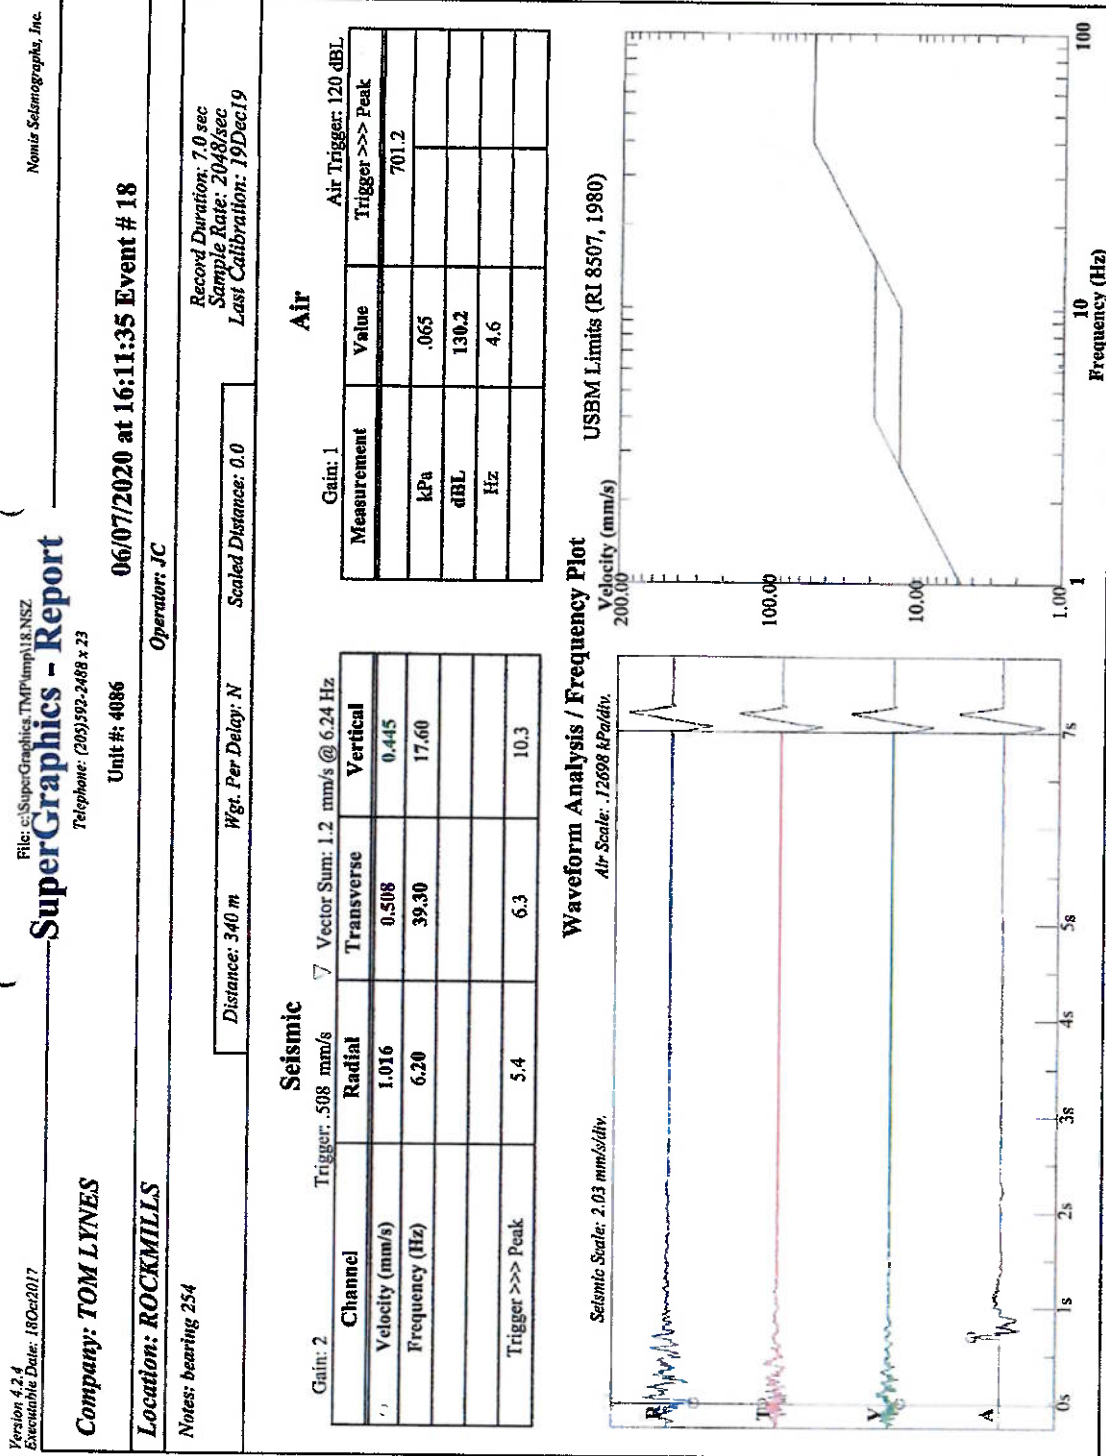 Version 4.2.4
Executable Date: 18Oct2017
File: c:\SuperGraphics.TMP\tmp\18.NSZ
Nomis Seismographs, Inc.
SuperGraphics - Report
Telephone: (205)592-2488 x 23
Company: TOM LYNES
Unit #: 4086
06/07/2020 at 16:11:35 Event # 18
Location: ROCKMILLS
Operator: JC
Notes: bearing 254
Record Duration: 7.0 sec
Sample Rate: 2048/sec
Last Calibration: 19Dec19
Distance: 340 m Wgt. Per Delay: N Scaled Distance: 0.0
Seismic
Gain: 2 Trigger: .508 mm/s ▽ Vector Sum: 1.2 mm/s @ 6.24 Hz
Channel Radial Transverse Vertical
Velocity (mm/s) 1.016 0.508 0.445
Frequency (Hz) 6.20 39.30 17.60
Trigger >>> Peak 5.4 6.3 10.3
Air
Gain: 1 Air Trigger: 120 dBL
Measurement Value Trigger >>> Peak
701.2
kPa .065
dBL 130.2
Hz 4.6
Waveform Analysis / Frequency Plot
Seismic Scale: 2.03 mm/s/div. Air Scale: .12698 kPa/div.
R
T
V
A
0s 1s 2s 3s 4s 5s 7s
USBM Limits (RI 8507, 1980)
Velocity (mm/s)
200.00
100.00
10.00
1.00
1 10 100
Frequency (Hz)